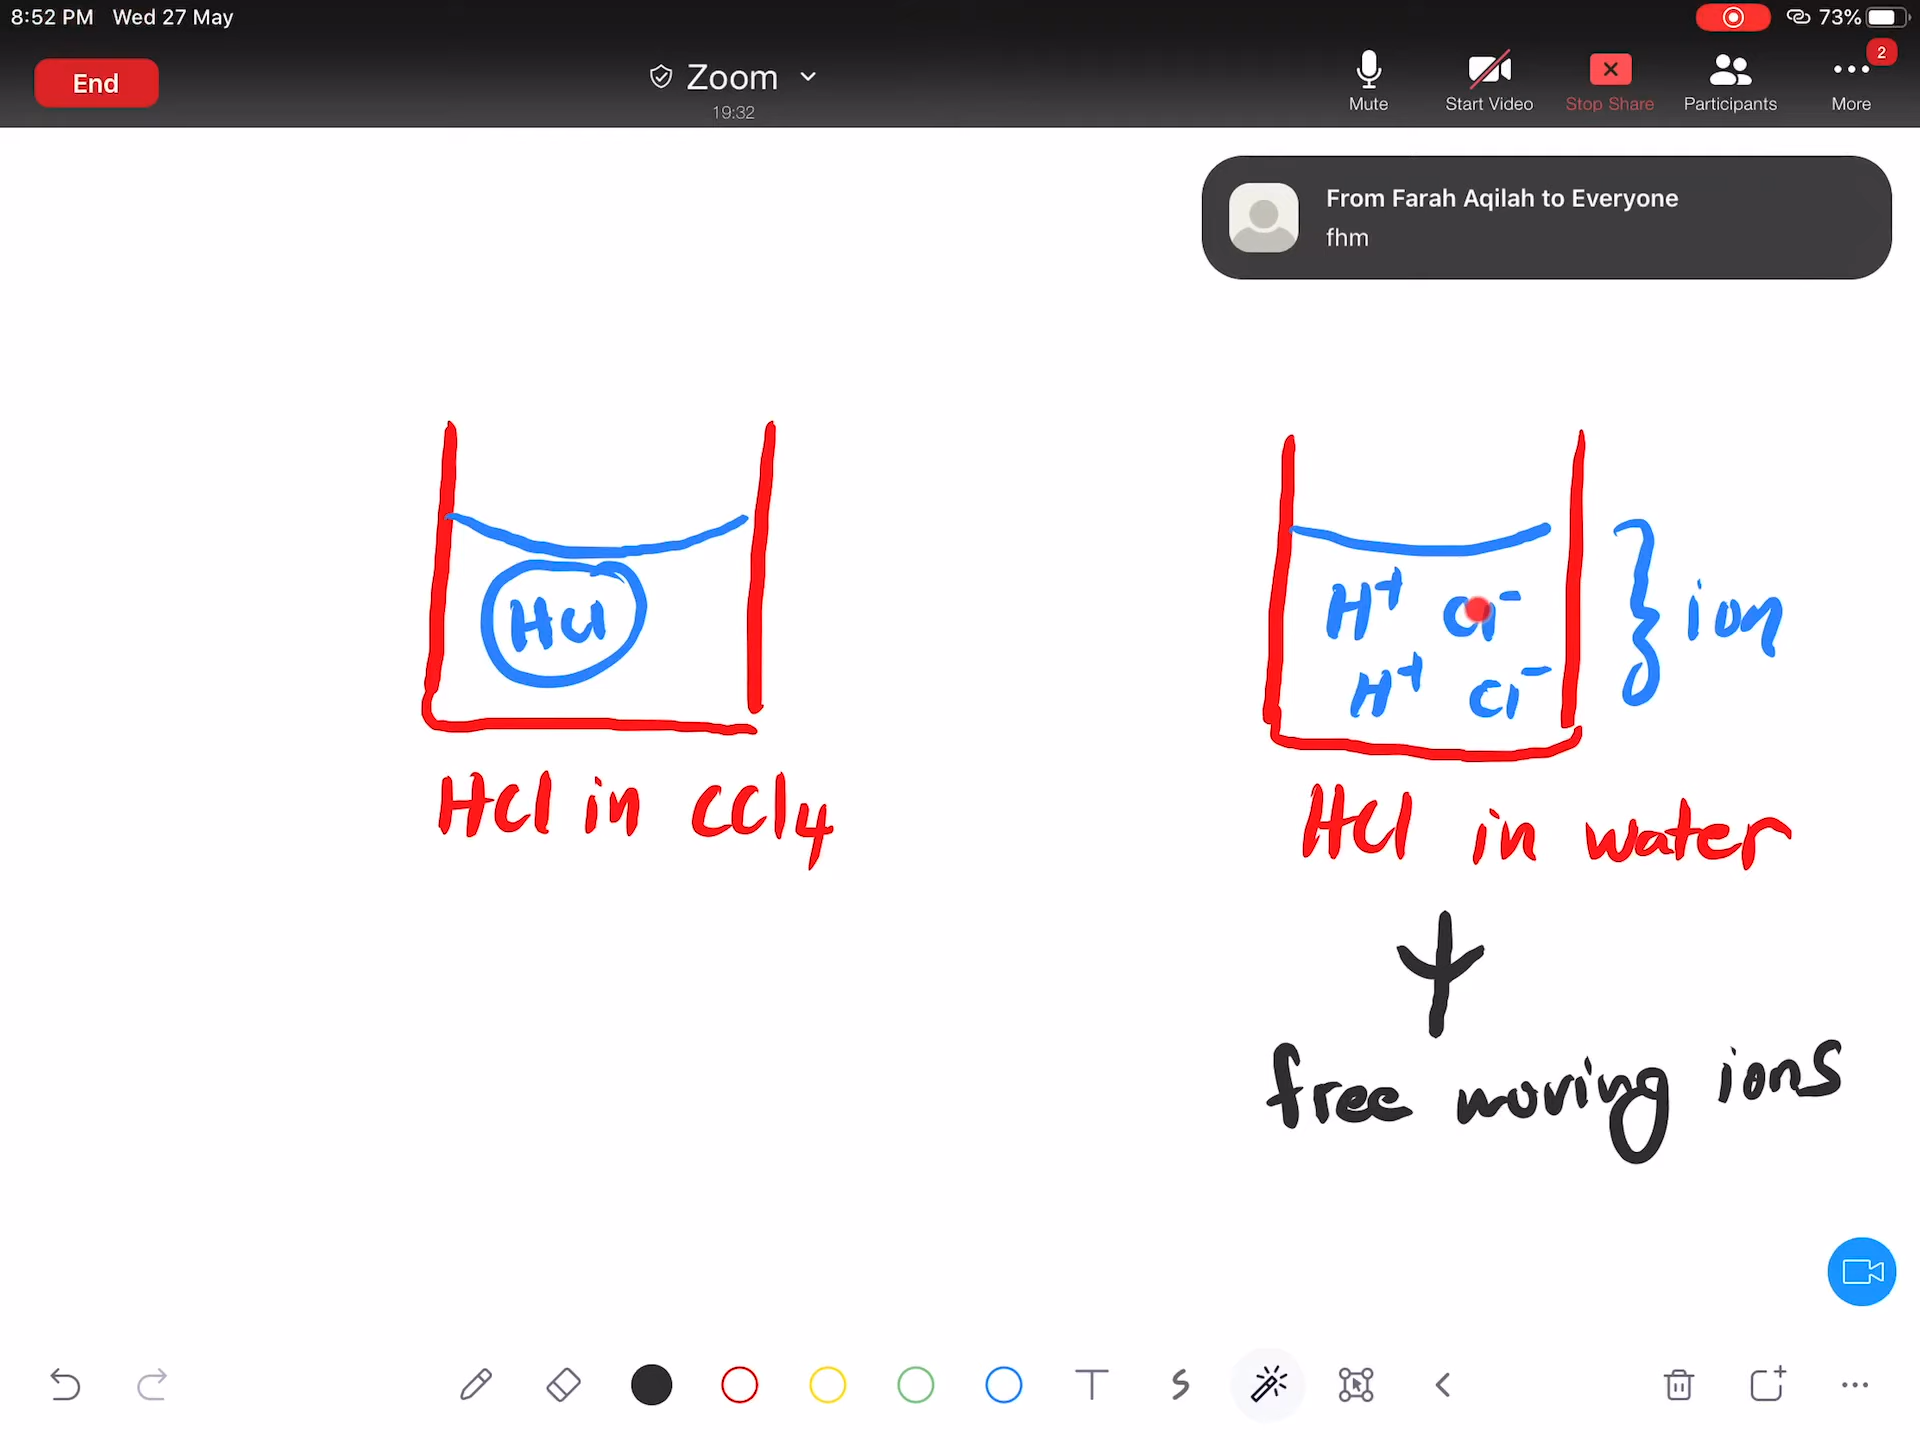 8:52 PM Wed 27 May
73%
End
Zoom
19:32
Mute
Start Video
Stop Share
Participants
More
2
From Farah Aqilah to Everyone
fhm
HCl
H+ Cl-
H+ Cl-
ion
HCl in CCl4
HCl in water
free moving ions
T
S